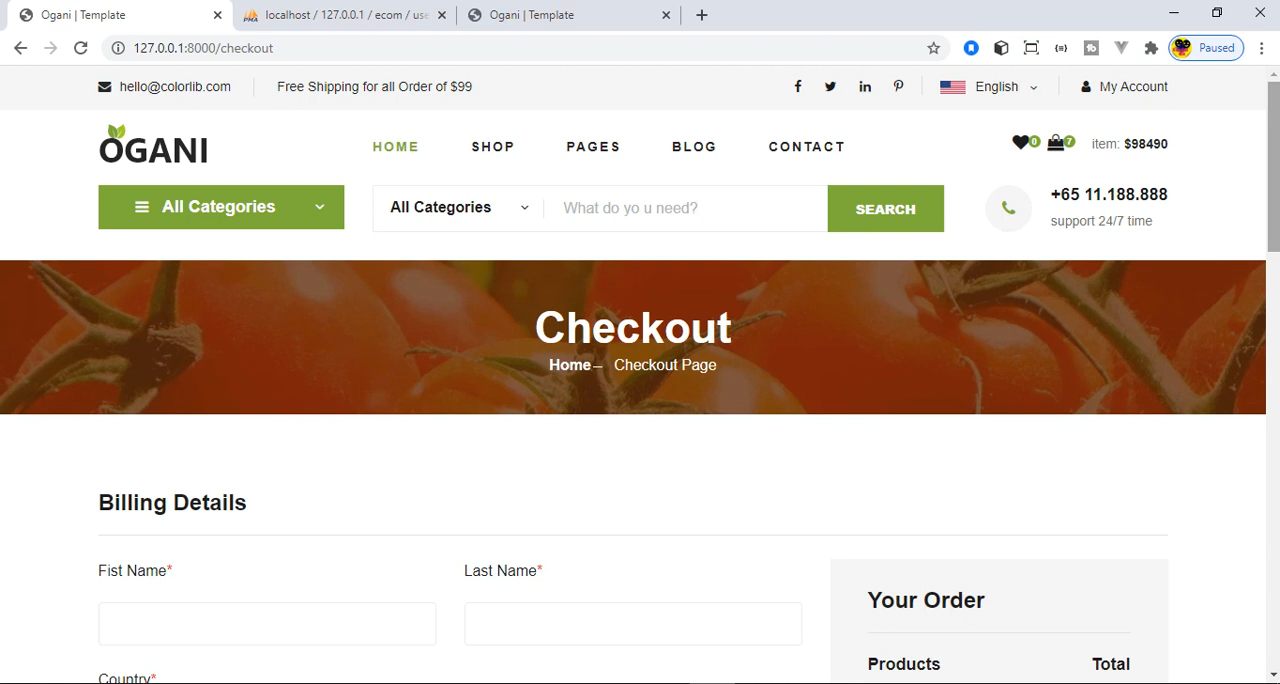 Ogani | Template
localhost / 127.0.0.1 / ecom / use
Ogani | Template
127.0.0.1:8000/checkout
Paused
hello@colorlib.com
Free Shipping for all Order of $99
English
My Account
OGANI
HOME
SHOP
PAGES
BLOG
CONTACT
0
7
item: $98490
All Categories
All Categories
What do yo u need?
SEARCH
+65 11.188.888
support 24/7 time
Checkout
Home – Checkout Page
Billing Details
Fist Name*
Last Name*
Your Order
Products
Total
Country*